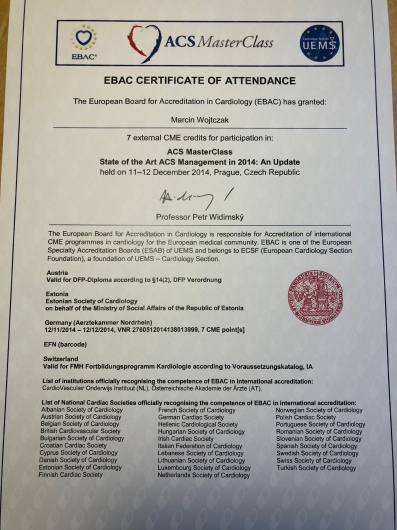 EBAC
ACS MasterClass
UEMS
EBAC CERTIFICATE OF ATTENDANCE
The European Board for Accreditation in Cardiology (EBAC) has granted:
Marcin Wojtczak
7 external CME credits for participation in:
ACS MasterClass
State of the Art ACS Management in 2014: An Update
held on 11–12 December 2014, Prague, Czech Republic
Professor Petr Widimský
The European Board for Accreditation in Cardiology is responsible for Accreditation of international
CME programmes in cardiology for the European medical community. EBAC is one of the European
Specialty Accreditation Boards (ESAB) of UEMS and belongs to ECSF (European Cardiology Section
Foundation), a foundation of UEMS – Cardiology Section.
Austria
Valid for DFP-Diploma according to §14(2), DFP Verordnung
Estonia
Estonian Society of Cardiology
on behalf of the Ministry of Social Affairs of the Republic of Estonia
Germany (Aerztekammer Nordrhein)
12/11/2014 – 12/12/2014, VNR 2760512014138013999, 7 CME point[s]
EFN (barcode)
Switzerland
Valid for FMH Fortbildungsprogramm Kardiologie according to Voraussetzungskatalog, IA
List of institutions officially recognising the competence of EBAC in international accreditation:
CardioVasculair Onderwijs Instituut (NL), Österreichische Akademie der Ärzte (AT).
List of National Cardiac Societies officially recognising the competence of EBAC in international accreditation:
Albanian Society of Cardiology
Austrian Society of Cardiology
Belgian Society of Cardiology
British Cardiovascular Society
Bulgarian Society of Cardiology
Croatian Cardiac Society
Cyprus Society of Cardiology
Danish Society of Cardiology
Estonian Society of Cardiology
Finnish Cardiac Society
French Society of Cardiology
German Cardiac Society
Hellenic Cardiological Society
Hungarian Society of Cardiology
Irish Cardiac Society
Italian Federation of Cardiology
Lebanese Society of Cardiology
Lithuanian Society of Cardiology
Luxembourg Society of Cardiology
Netherlands Society of Cardiology
Norwegian Society of Cardiology
Polish Cardiac Society
Portuguese Society of Cardiology
Romanian Society of Cardiology
Slovenian Society of Cardiology
Spanish Society of Cardiology
Swedish Society of Cardiology
Turkish Society of Cardiology